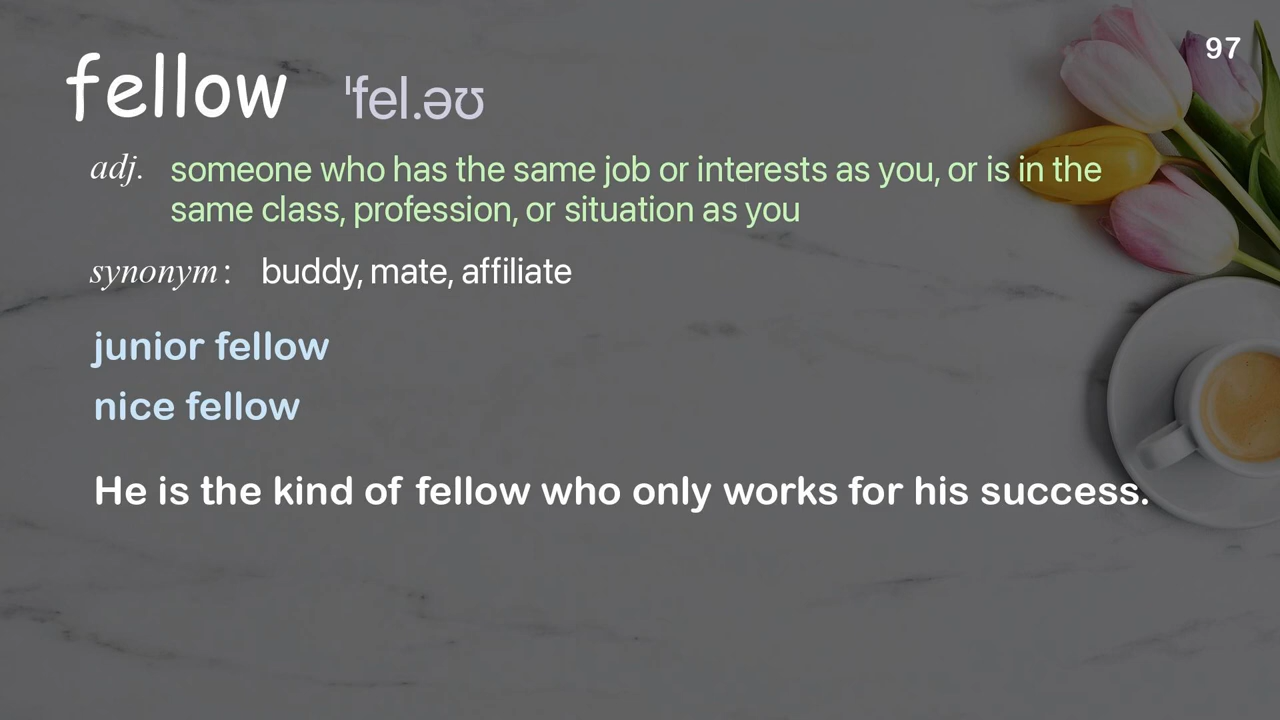 97
fellow ˈfel.əʊ
adj. someone who has the same job or interests as you, or is in the
same class, profession, or situation as you
synonym: buddy, mate, affiliate
junior fellow
nice fellow
He is the kind of fellow who only works for his success.